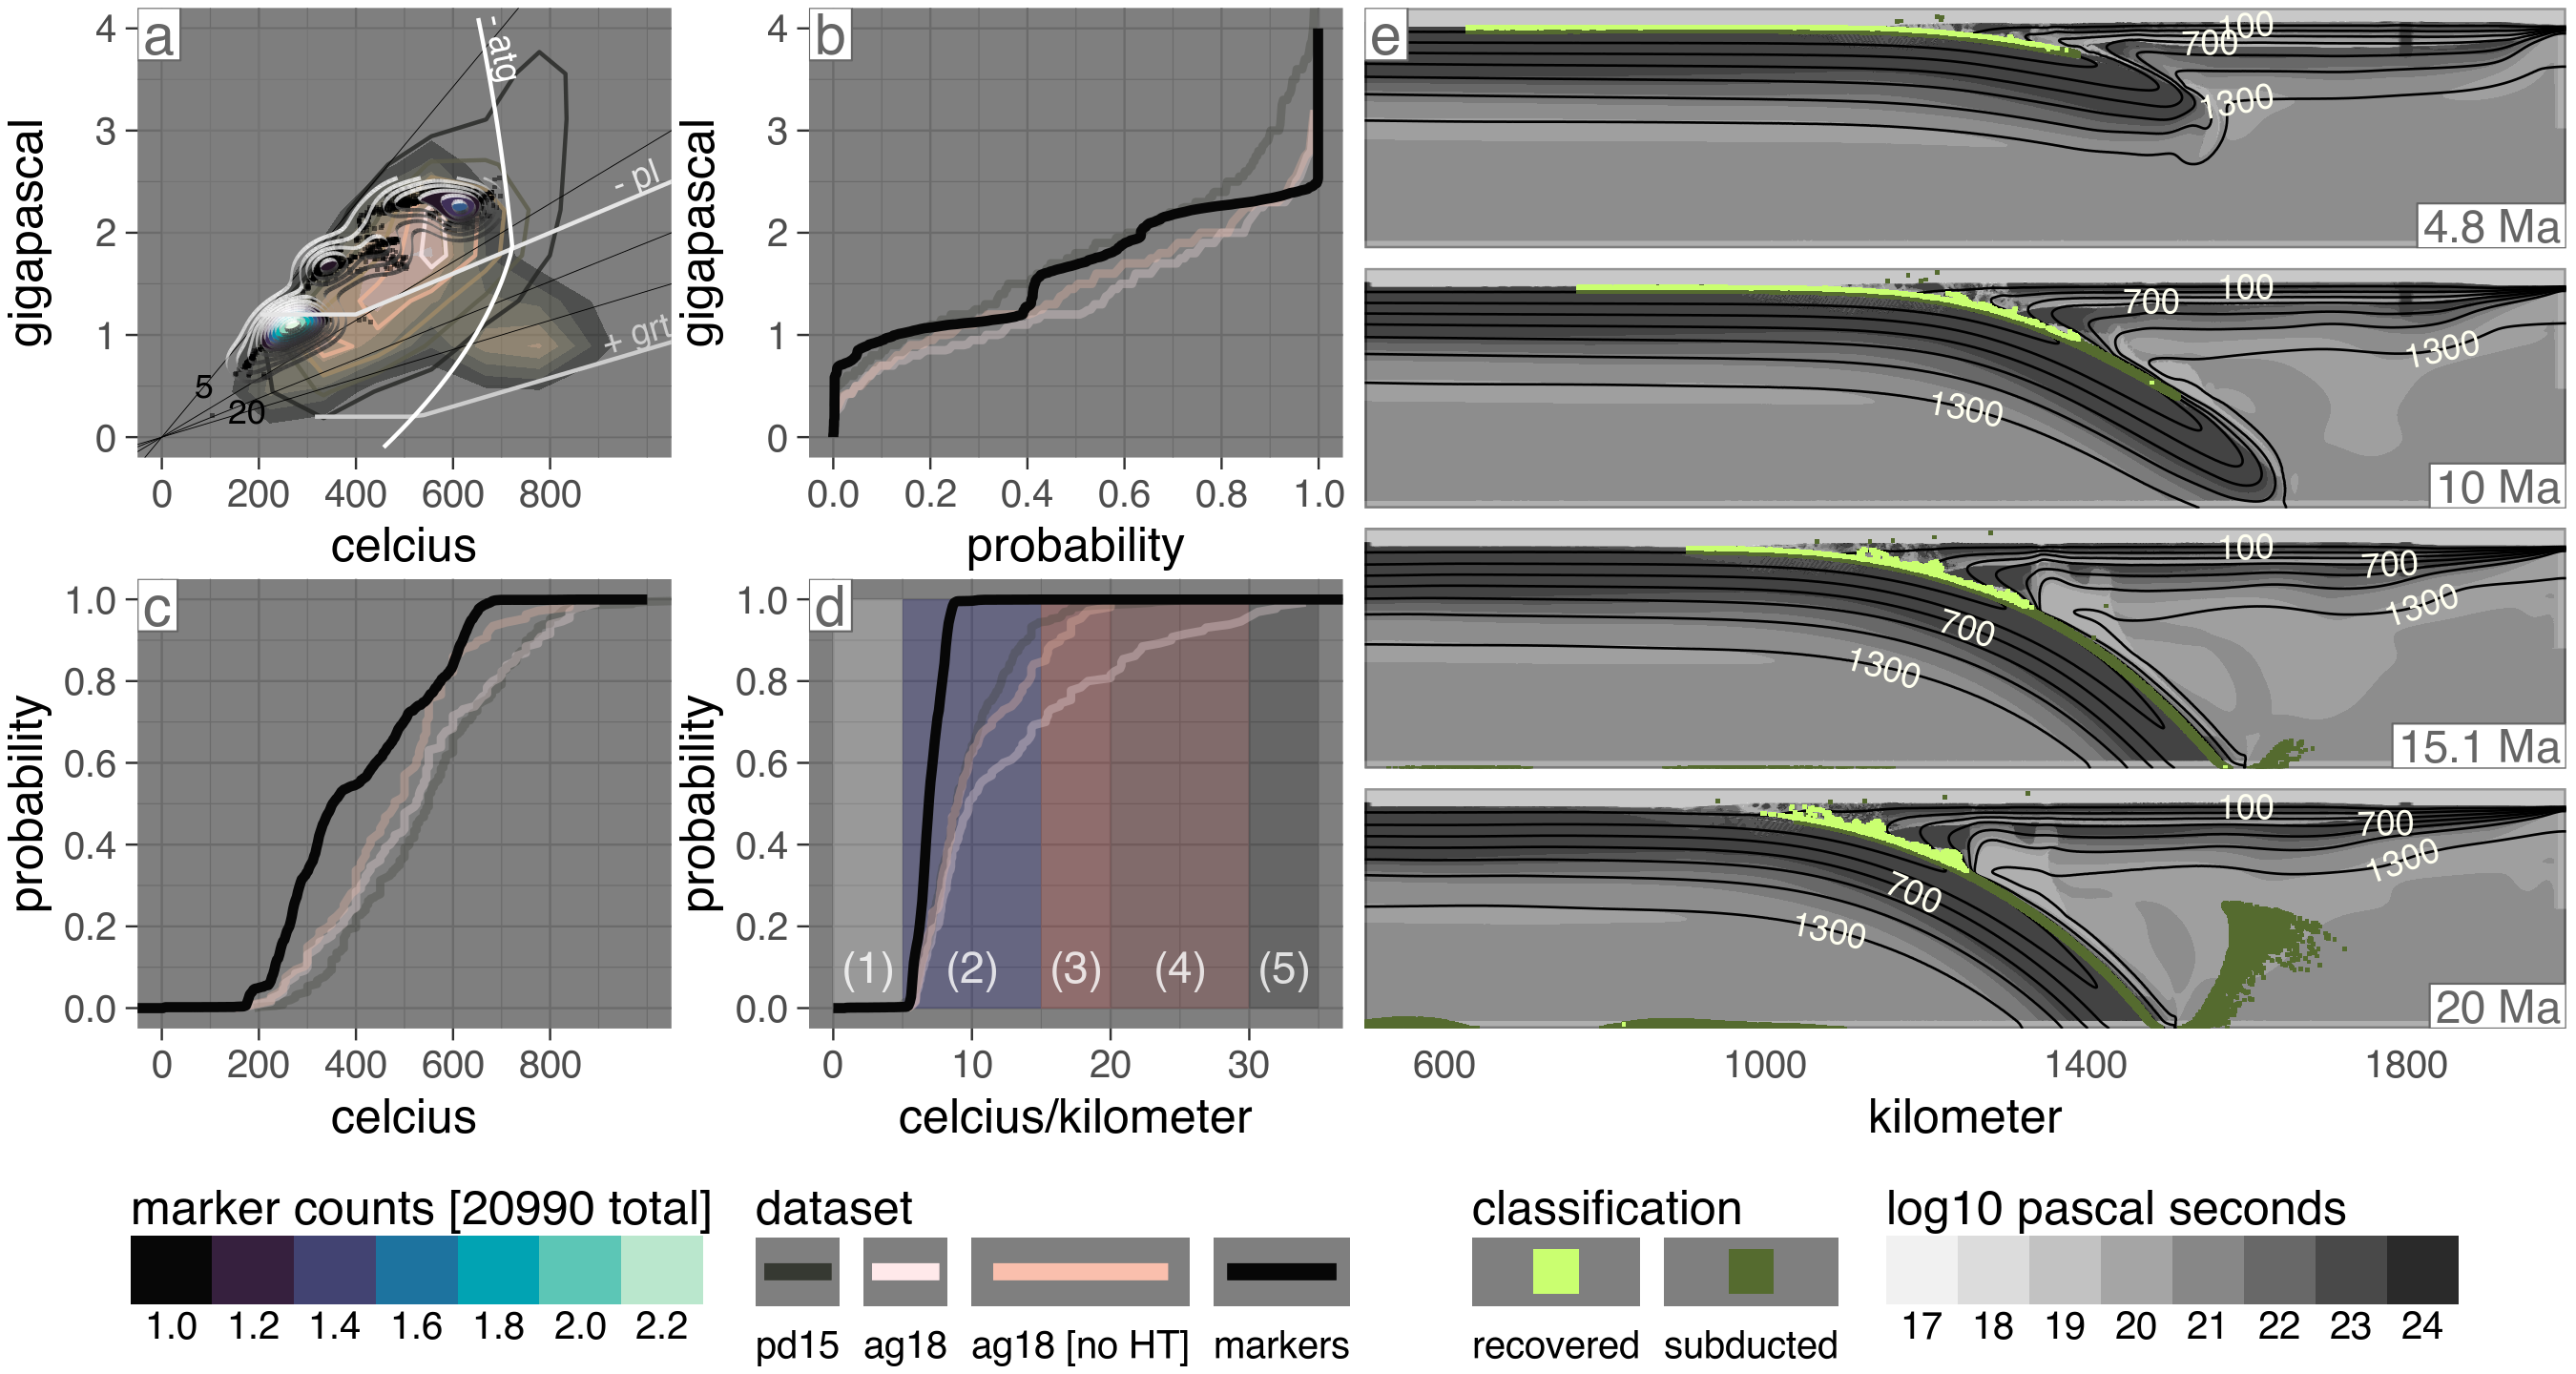 a
gigapascal
4
3
2
1
0
- atg
- pl
+ grt
5
20
0 200 400 600 800
celcius
b
gigapascal
4
3
2
1
0
0.0 0.2 0.4 0.6 0.8 1.0
probability
c
probability
1.0
0.8
0.6
0.4
0.2
0.0
0 200 400 600 800
celcius
d
probability
1.0
0.8
0.6
0.4
0.2
0.0
(1) (2) (3) (4) (5)
0 10 20 30
celcius/kilometer
e
100
700
1300
4.8 Ma
100
700
1300
1300
10 Ma
100
700
1300
700
1300
15.1 Ma
100
700
1300
700
1300
20 Ma
600 1000 1400 1800
kilometer
marker counts [20990 total]
1.0 1.2 1.4 1.6 1.8 2.0 2.2
dataset
pd15 ag18 ag18 [no HT] markers
classification
recovered subducted
log10 pascal seconds
17 18 19 20 21 22 23 24